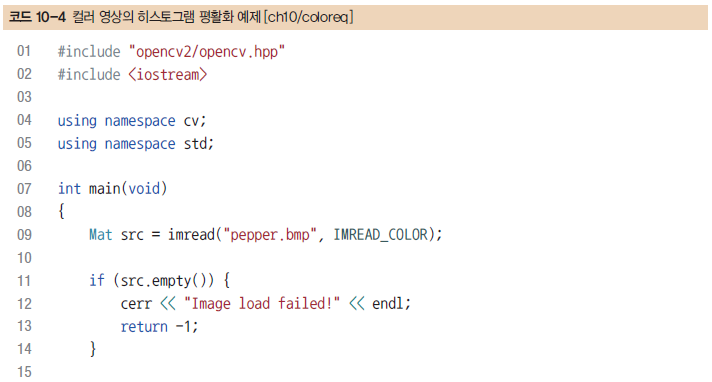 코드 10-4 컬러 영상의 히스토그램 평활화 예제 [ch10/coloreq]
01 #include "opencv2/opencv.hpp"
02 #include <iostream>
03
04 using namespace cv;
05 using namespace std;
06
07 int main(void)
08 {
09     Mat src = imread("pepper.bmp", IMREAD_COLOR);
10
11     if (src.empty()) {
12         cerr << "Image load failed!" << endl;
13         return -1;
14     }
15